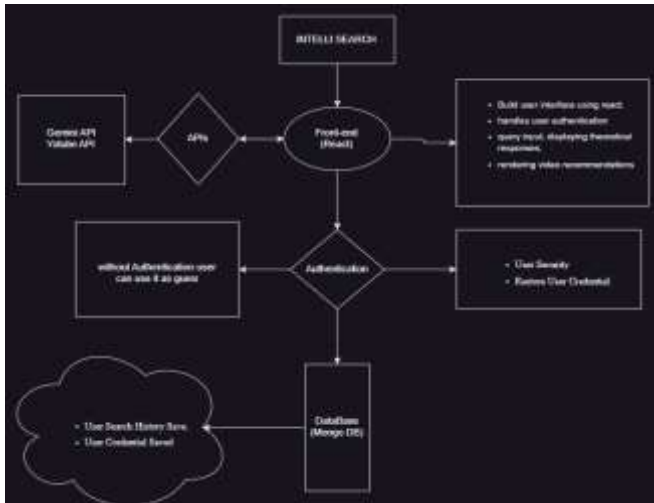 INTELLI SEARCH
Gemini API
Yotube API
APIs
Front-end
(React)
Build user interface using react.
handles user authentication
query input, displaying theoretical
responses,
rendering video recommendations
without Authentication user
can use it as guess
Authentication
User Security
Restore User Credential
DataBase
(Mongo DB)
User Search History Save.
User Credential Saved